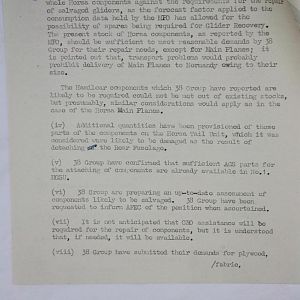 whole Horsa components against the requirements for the repair
of salvaged gliders, as the forecast factor applied to the
consumption data held by the MPO has allowed for the
possibility of spares being required for Glider Recovery.
The present stock of Horsa components, as reported by the
MPO, should be sufficient to meet reasonable demands by 38
Group for their repair needs, except for Main Planes; it
is pointed out that, transport problems would probably
prohibit delivery of Main Planes to Normandy owing to their
size.
The Hamilcar components which 38 Group have reported are
likely to be required could be met out of existing stocks,
but presumably, similar considerations would apply as in the
case of the Horsa Main Planes.
(iv) Additional quantities have been provisioned of these
parts of the components on the Horsa Tail Unit, which it was
considered were likely to be damaged as the result of
detaching of the Rear Fuselage.
(v) 38 Group have confirmed that sufficient AGS parts for
the attaching of components are already available in No.1
(vi) 38 Group are preparing an up-to-date assessment of
components likely to be salvaged. 38 Group have been
requested to inform AFEC of the position when ascertained.
(vii) It is not anticipated that CRO assistance will be
required for the repair of components, but it is understood
that, if needed, it will be available.
(viii) 38 Group have submitted their demands for plywood,
/fabric,